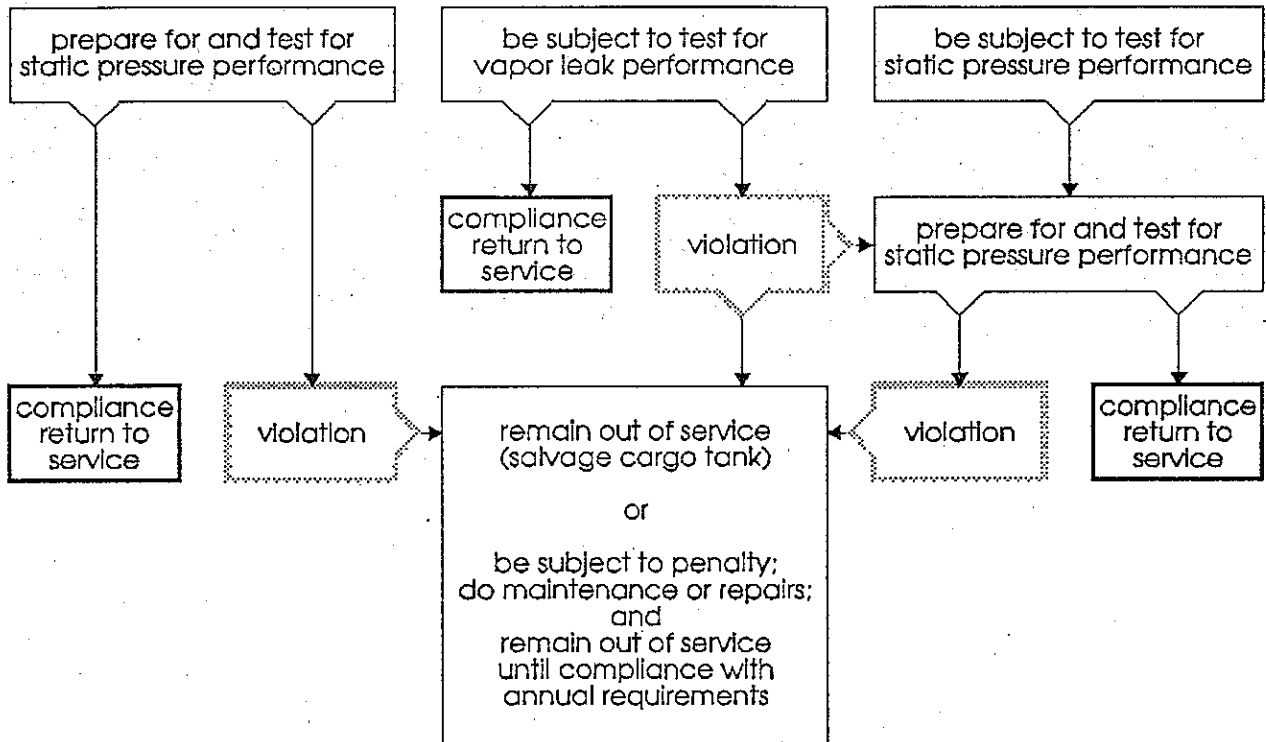 prepare for and test for
static pressure performance
be subject to test for
vapor leak performance
be subject to test for
static pressure performance
compliance
return to
service
violation
prepare for and test for
static pressure performance
compliance
return to
service
violation
remain out of service
(salvage cargo tank)
or
be subject to penalty;
do maintenance or repairs;
and
remain out of service
until compliance with
annual requirements
violation
compliance
return to
service